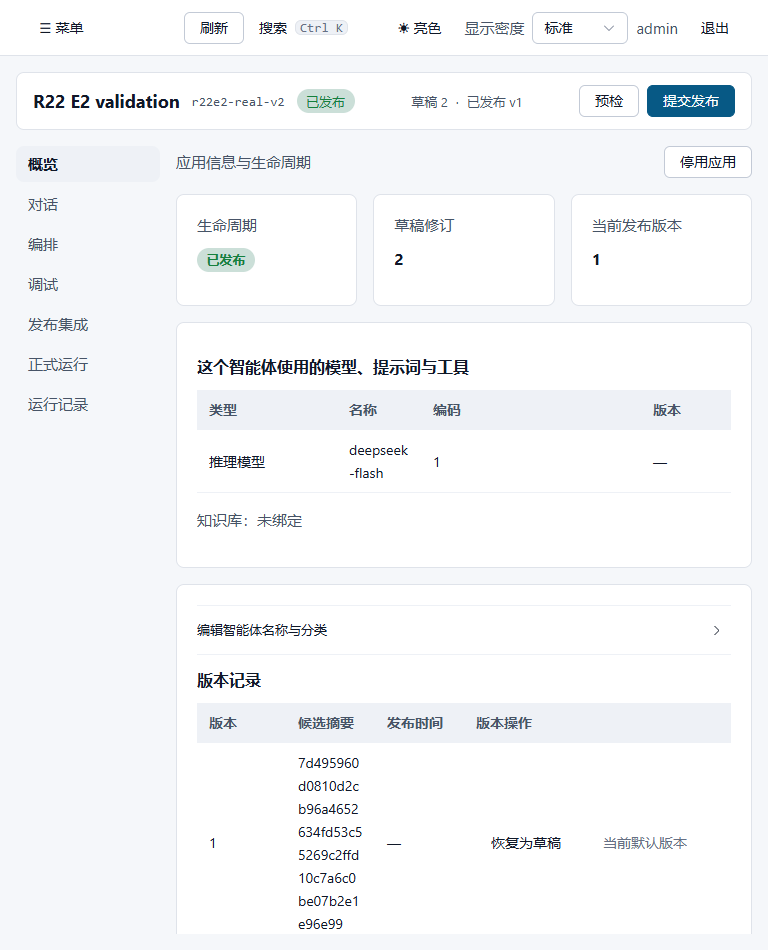 ☰ 菜单 刷新 搜索 Ctrl K ☀ 亮色 显示密度 标准 admin 退出
R22 E2 validation r22e2-real-v2 已发布 草稿 2 · 已发布 v1 预检 提交发布
概览
对话
编排
调试
发布集成
正式运行
运行记录
应用信息与生命周期 停用应用
生命周期
已发布
草稿修订
2
当前发布版本
1
这个智能体使用的模型、提示词与工具
类型 名称 编码 版本
推理模型 deepseek
-flash 1 —
知识库：未绑定
编辑智能体名称与分类
版本记录
版本 候选摘要 发布时间 版本操作
1 7d495960
d0810d2c
b96a4652
634fd53c5
5269c2ffd
10c7a6c0
be07b2e1
e96e99 — 恢复为草稿 当前默认版本